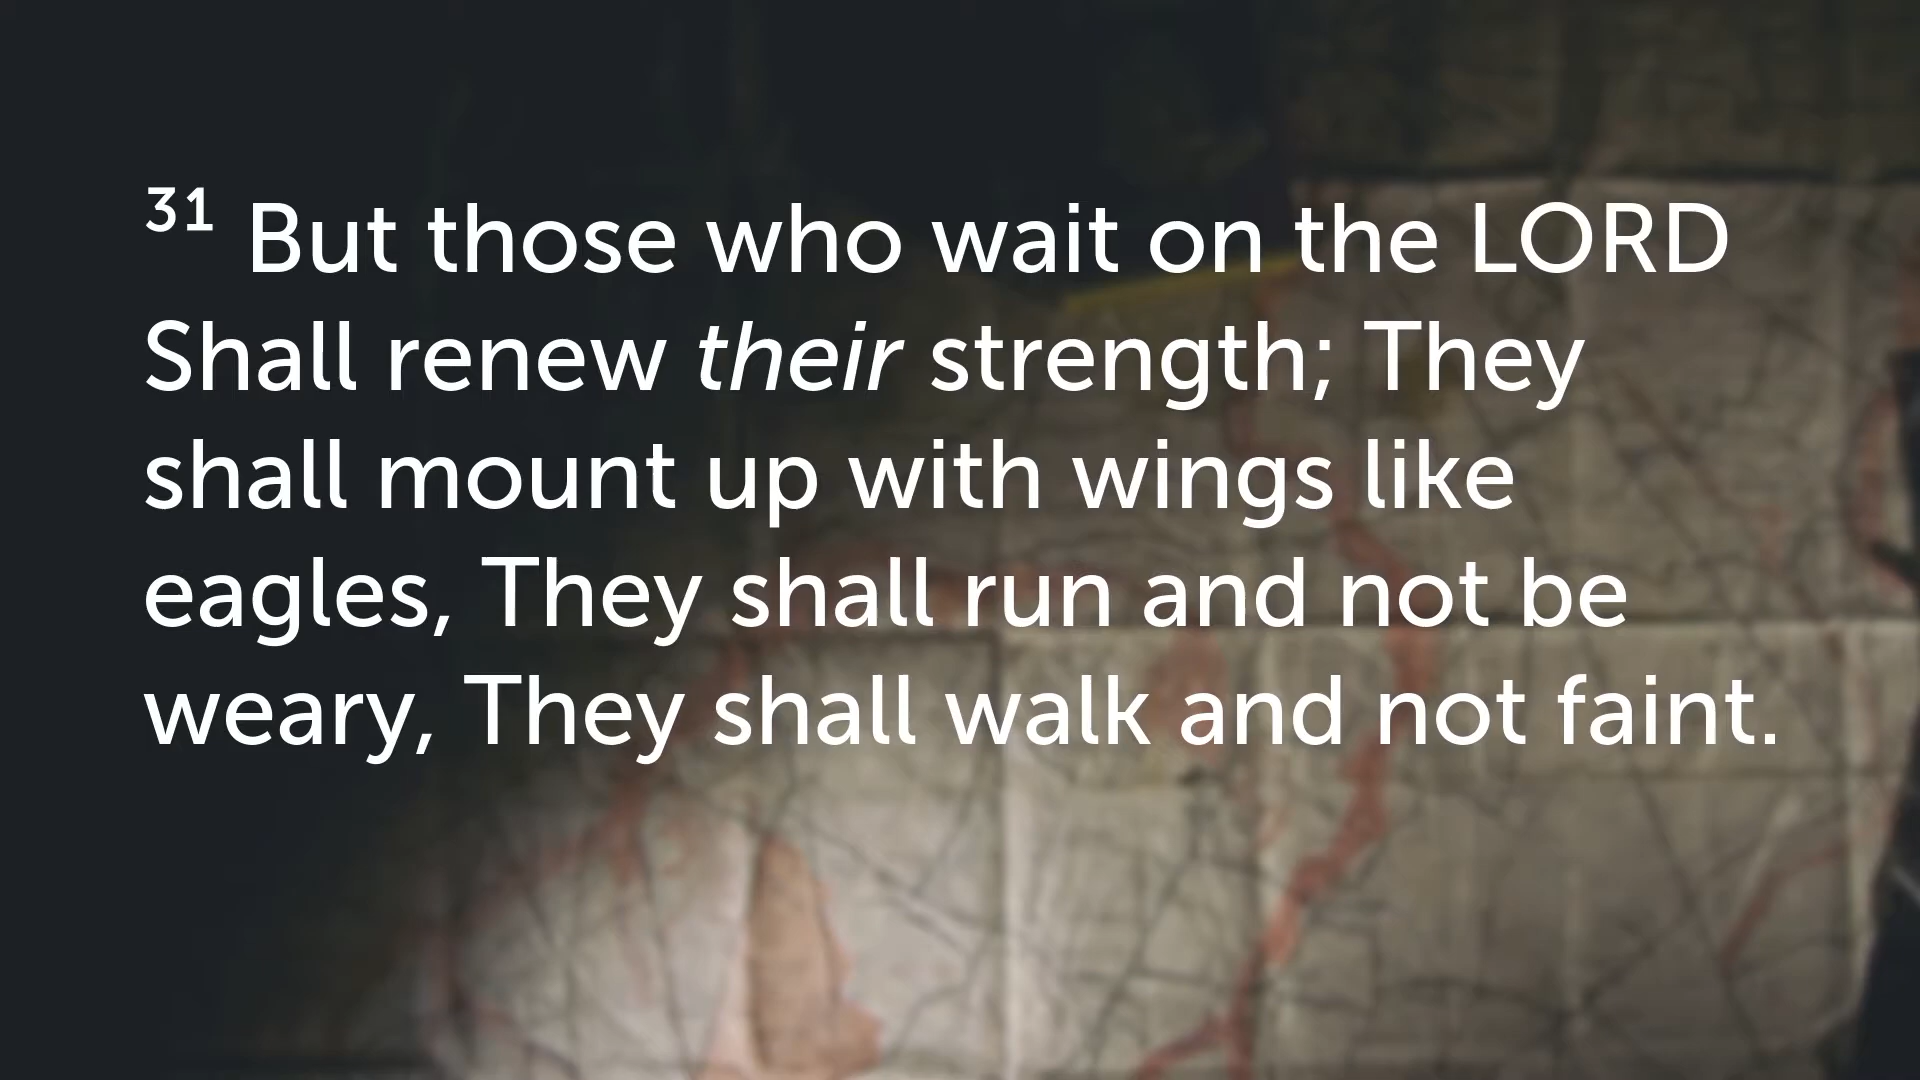 31 But those who wait on the LORD
Shall renew their strength; They
shall mount up with wings like
eagles, They shall run and not be
weary, They shall walk and not faint.